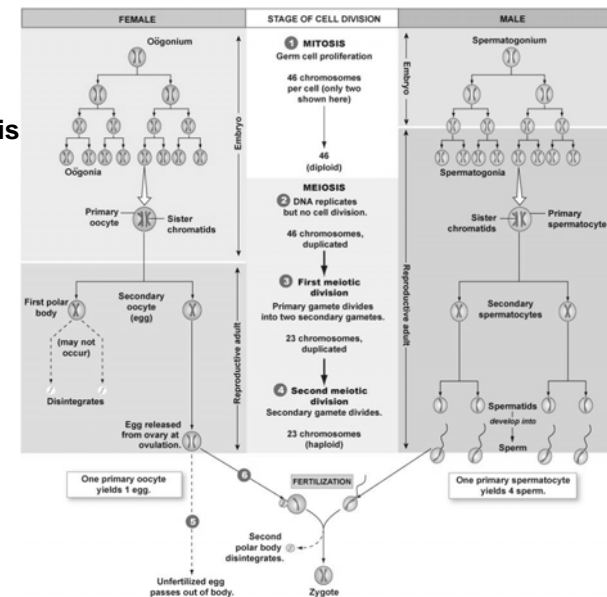 FEMALE
STAGE OF CELL DIVISION
MALE
is
Oögonium
Embryo
Oögonia
Primary
oocyte
Sister
chromatids
First polar
body
Secondary
oocyte
(egg)
(may not
occur)
Disintegrates
Reproductive adult
Egg released
from ovary at
ovulation.
One primary oocyte
yields 1 egg.
5
Unfertilized egg
passes out of body.
1 MITOSIS
Germ cell proliferation
46 chromosomes
per cell (only two
shown here)
46
(diploid)
MEIOSIS
2 DNA replicates
but no cell division.
46 chromosomes,
duplicated
3 First meiotic
division
Primary gamete divides
into two secondary gametes.
23 chromosomes,
duplicated
4 Second meiotic
division
Secondary gamete divides.
23 chromosomes
(haploid)
6
FERTILIZATION
Second
polar body
disintegrates.
Zygote
Spermatogonium
Embryo
Spermatogonia
Sister
chromatids
Primary
spermatocyte
Reproductive adult
Secondary
spermatocytes
Spermatids
develop into
Sperm
One primary spermatocyte
yields 4 sperm.